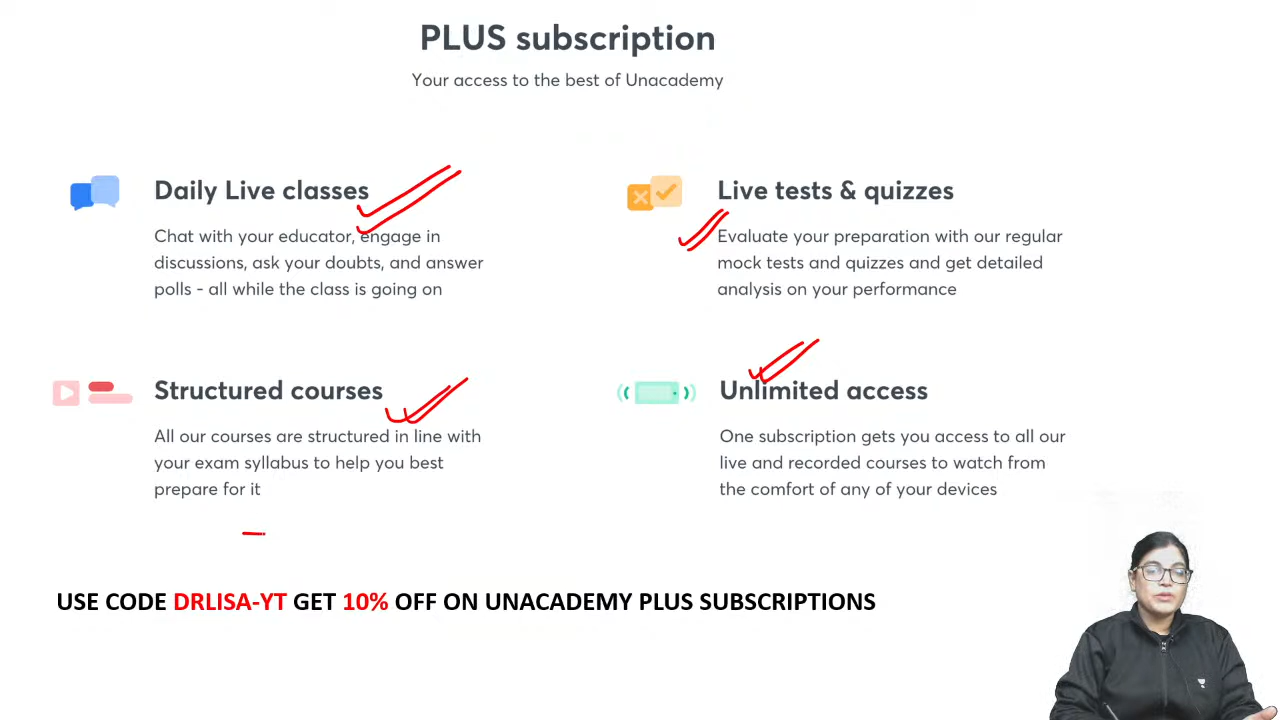 PLUS subscription
Your access to the best of Unacademy
Daily Live classes
Chat with your educator, engage in
discussions, ask your doubts, and answer
polls - all while the class is going on
Live tests & quizzes
Evaluate your preparation with our regular
mock tests and quizzes and get detailed
analysis on your performance
Structured courses
All our courses are structured in line with
your exam syllabus to help you best
prepare for it
Unlimited access
One subscription gets you access to all our
live and recorded courses to watch from
the comfort of any of your devices
USE CODE DRLISA-YT GET 10% OFF ON UNACADEMY PLUS SUBSCRIPTIONS